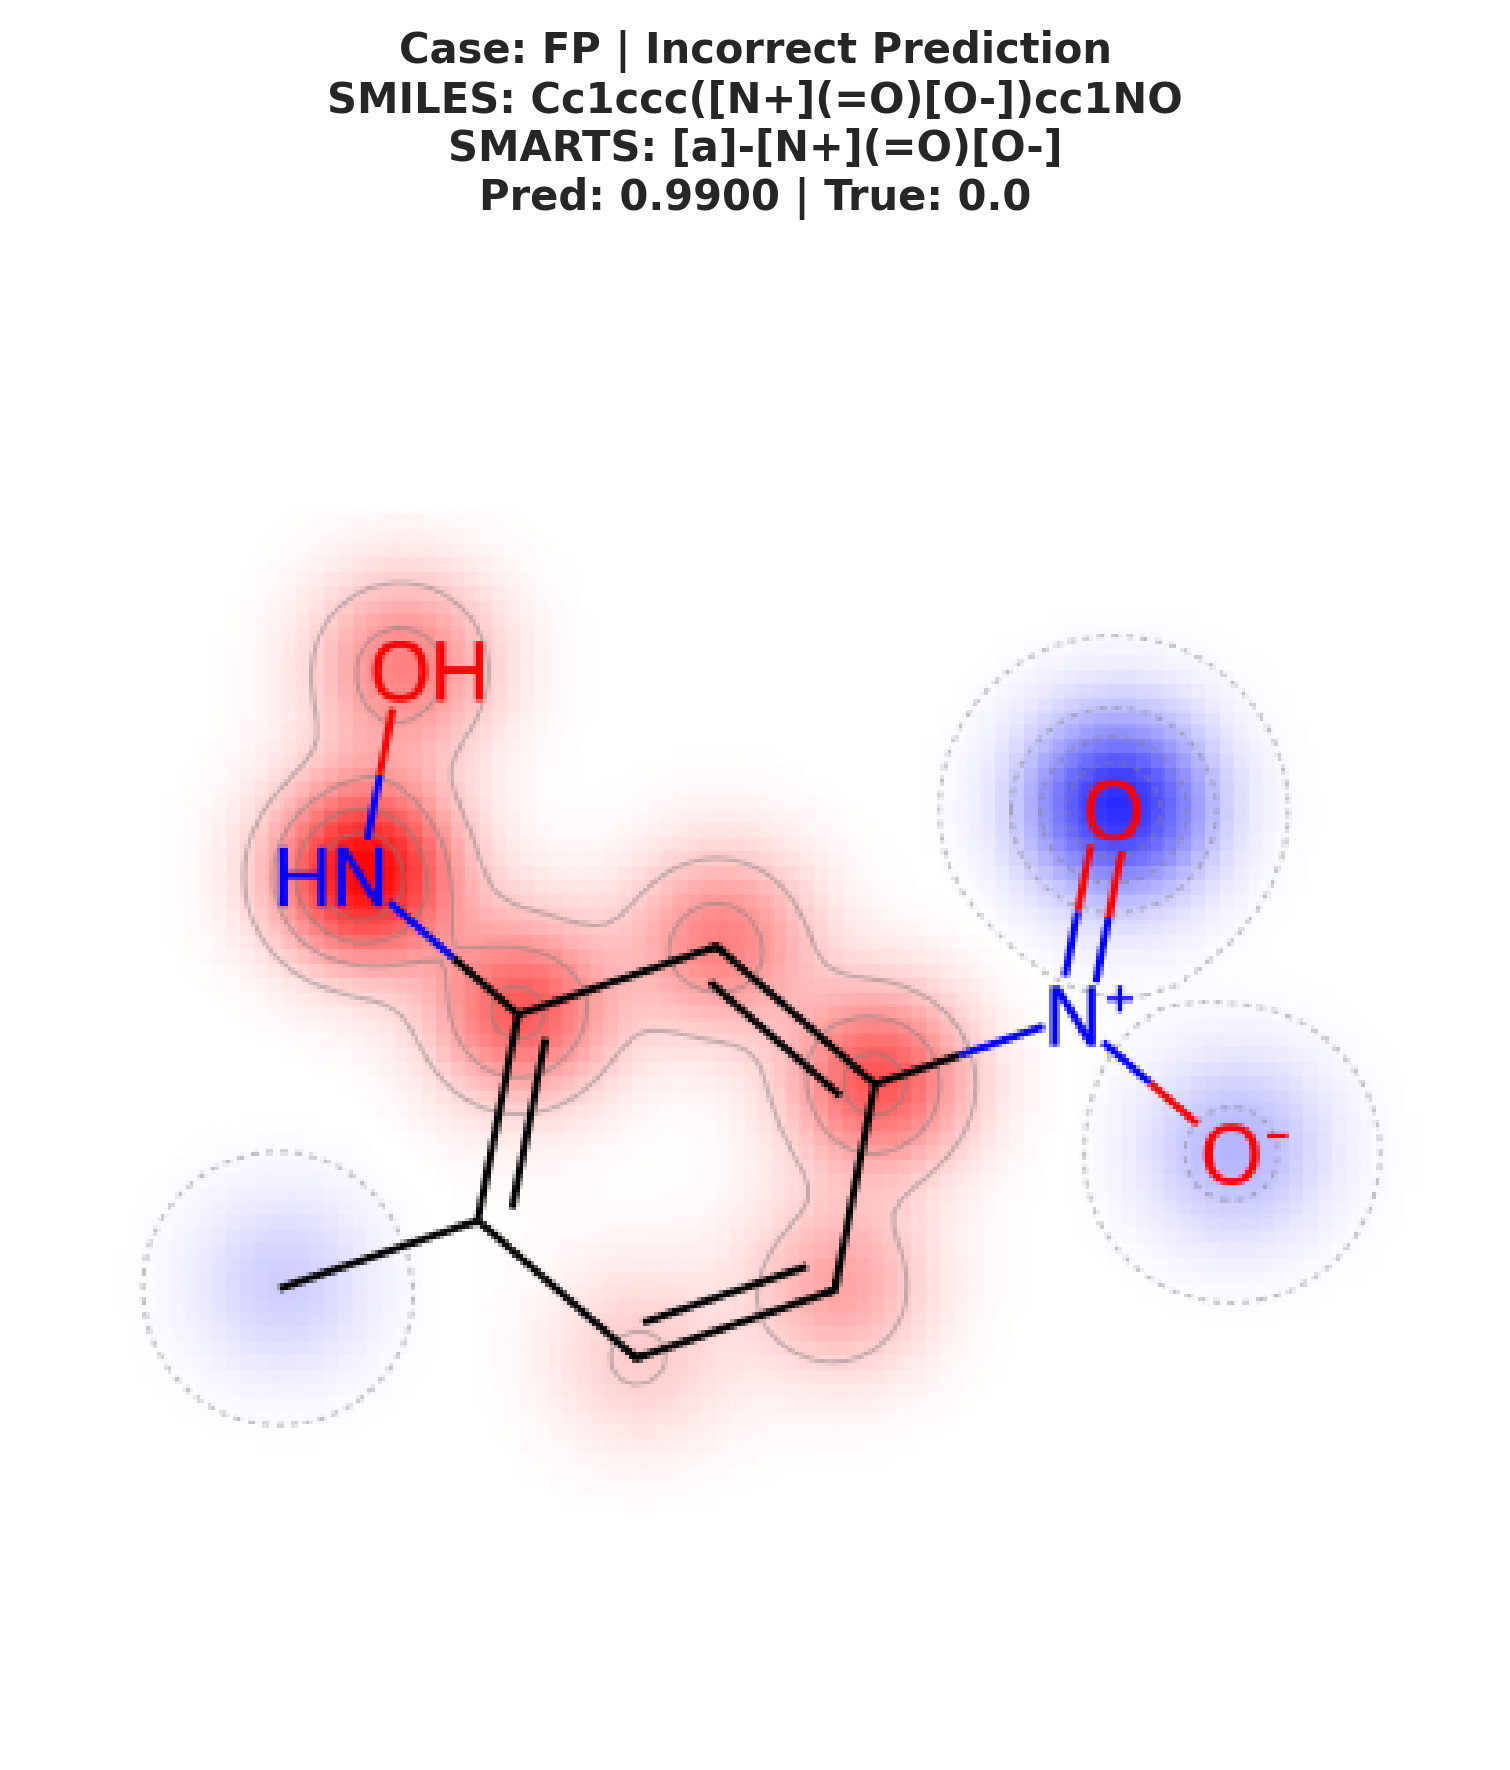 Case: FP | Incorrect Prediction
SMILES: Cc1ccc([N+](=O)[O-])cc1NO
SMARTS: [a]-[N+](=O)[O-]
Pred: 0.9900 | True: 0.0
OH
O
HN
N+
O−